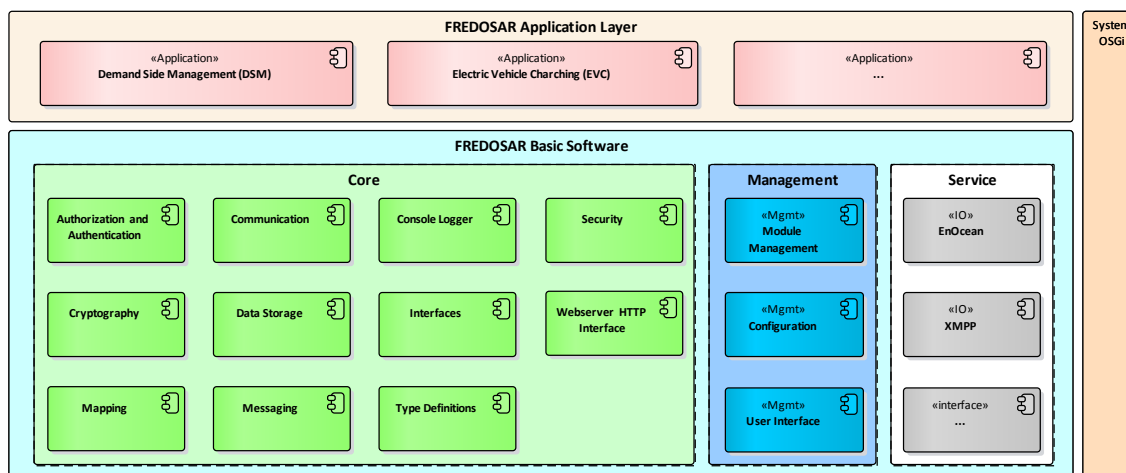 FREDOSAR Application Layer
System
OSGi
«Application»
Demand Side Management (DSM)
«Application»
Electric Vehicle Charching (EVC)
«Application»
...
FREDOSAR Basic Software
Core
Management
Service
Authorization and
Authentication
Communication
Console Logger
Security
«Mgmt»
Module
Management
«IO»
EnOcean
Cryptography
Data Storage
Interfaces
Webserver HTTP
Interface
«Mgmt»
Configuration
«IO»
XMPP
Mapping
Messaging
Type Definitions
«Mgmt»
User Interface
«interface»
...